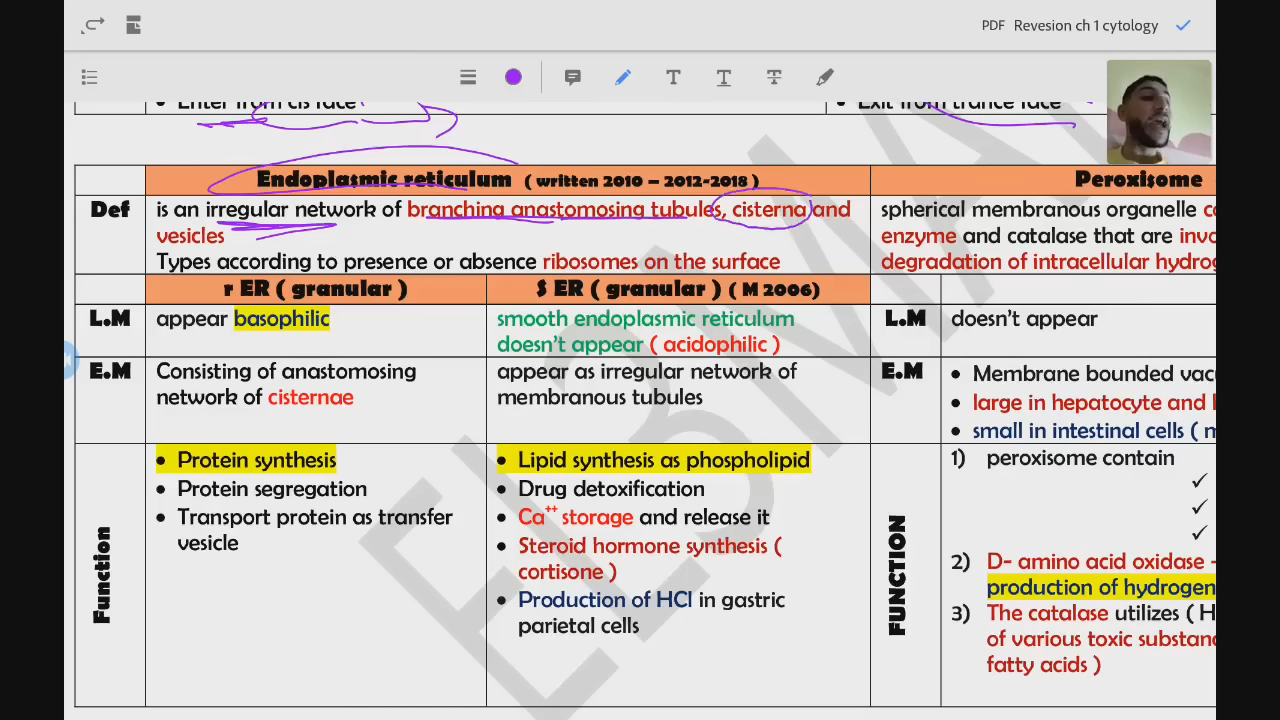 PDF Revesion ch 1 cytology
Enter from cis face
Exit from trance face
Endoplasmic reticulum ( written 2010 – 2012-2018 )
Peroxisome
Def
is an irregular network of branching anastomosing tubules, cisterna and
vesicles
Types according to presence or absence ribosomes on the surface
spherical membranous organelle
enzyme and catalase that are
degradation of intracellular
r ER ( granular )
S ER ( granular ) ( M 2006)
L.M
appear basophilic
smooth endoplasmic reticulum
doesn't appear ( acidophilic )
L.M
doesn't appear
E.M
Consisting of anastomosing
network of cisternae
appear as irregular network of
membranous tubules
E.M
• Membrane bounded
• large in hepatocyte and
• small in intestinal cells (
Function
• Protein synthesis
• Protein segregation
• Transport protein as transfer
vesicle
• Lipid synthesis as phospholipid
• Drug detoxification
• Ca++ storage and release it
• Steroid hormone synthesis (
cortisone )
• Production of HCl in gastric
parietal cells
FUNCTION
1) peroxisome contain
✓
✓
✓
2) D- amino acid oxidase -
production of hydrogen
3) The catalase utilizes ( H
of various toxic
fatty acids )